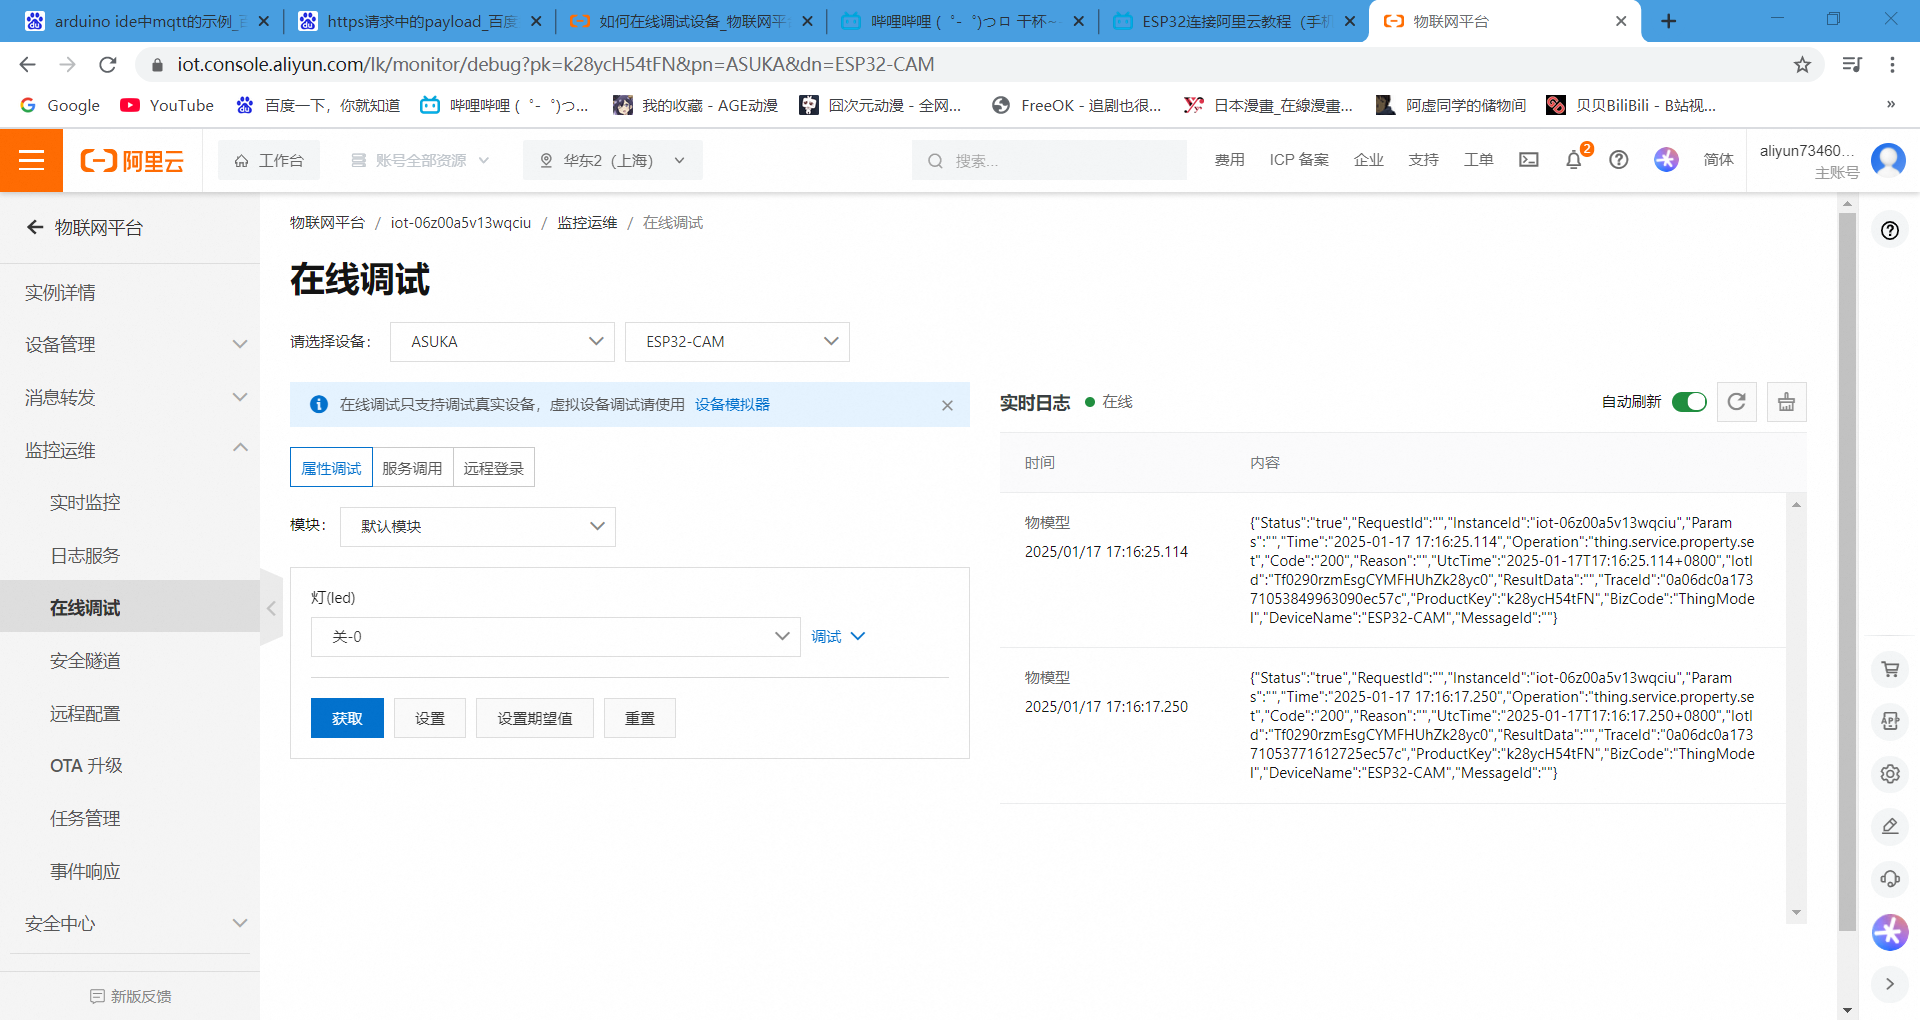 arduino ide中mqtt的示例_百
https请求中的payload_百度
如何在线调试设备_物联网平台
哔哩哔哩 (゜-゜)つロ 干杯~
ESP32连接阿里云教程（手机
物联网平台
iot.console.aliyun.com/lk/monitor/debug?pk=k28ycH54tFN&pn=ASUKA&dn=ESP32-CAM
Google
YouTube
百度一下，你就知道
哔哩哔哩 (゜-゜)つ...
我的收藏 - AGE动漫
囧次元动漫 - 全网...
FreeOK - 追剧也很...
日本漫畫_在線漫畫...
阿虚同学的储物间
贝贝BiliBili - B站视...
»
阿里云
工作台
账号全部资源
华东2（上海）
搜索...
费用
ICP 备案
企业
支持
工单
2
简体
aliyun73460...
主账号
物联网平台
实例详情
设备管理
消息转发
监控运维
实时监控
日志服务
在线调试
安全隧道
远程配置
OTA 升级
任务管理
事件响应
安全中心
新版反馈
物联网平台 / iot-06z00a5v13wqciu / 监控运维 / 在线调试
在线调试
请选择设备：
ASUKA
ESP32-CAM
在线调试只支持调试真实设备，虚拟设备调试请使用 设备模拟器
属性调试
服务调用
远程登录
模块：
默认模块
灯(led)
关-0
调试
获取
设置
设置期望值
重置
实时日志
在线
自动刷新
时间
内容
物模型
2025/01/17 17:16:25.114
{"Status":"true","RequestId":"","InstanceId":"iot-06z00a5v13wqciu","Param
s":"","Time":"2025-01-17 17:16:25.114","Operation":"thing.service.property.se
t","Code":"200","Reason":"","UtcTime":"2025-01-17T17:16:25.114+0800","IotI
d":"Tf0290rzmEsgCYMFHUhZk28yc0","ResultData":"","TraceId":"0a06dc0a173
71053849963090ec57c","ProductKey":"k28ycH54tFN","BizCode":"ThingMode
l","DeviceName":"ESP32-CAM","MessageId":""}
物模型
2025/01/17 17:16:17.250
{"Status":"true","RequestId":"","InstanceId":"iot-06z00a5v13wqciu","Param
s":"","Time":"2025-01-17 17:16:17.250","Operation":"thing.service.property.se
t","Code":"200","Reason":"","UtcTime":"2025-01-17T17:16:17.250+0800","IotI
d":"Tf0290rzmEsgCYMFHUhZk28yc0","ResultData":"","TraceId":"0a06dc0a173
71053771612725ec57c","ProductKey":"k28ycH54tFN","BizCode":"ThingMode
l","DeviceName":"ESP32-CAM","MessageId":""}
API